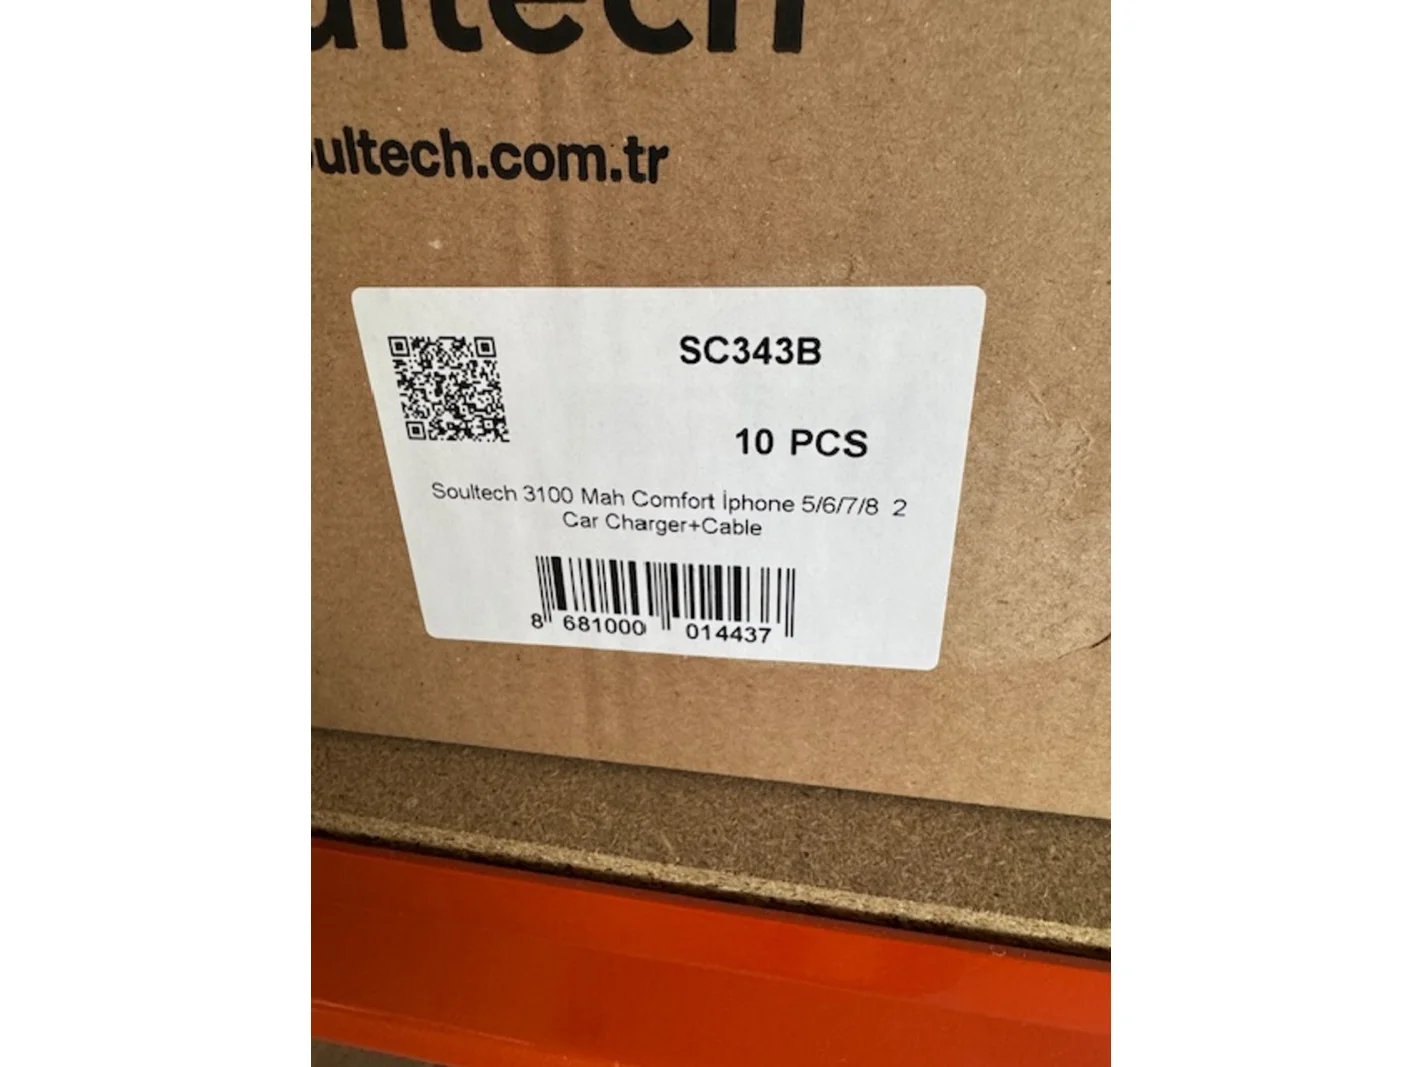 ultech
oultech.com.tr
SC343B
10 PCS
Soultech 3100 Mah Comfort İphone 5/6/7/8 2
Car Charger+Cable
8 681000 014437